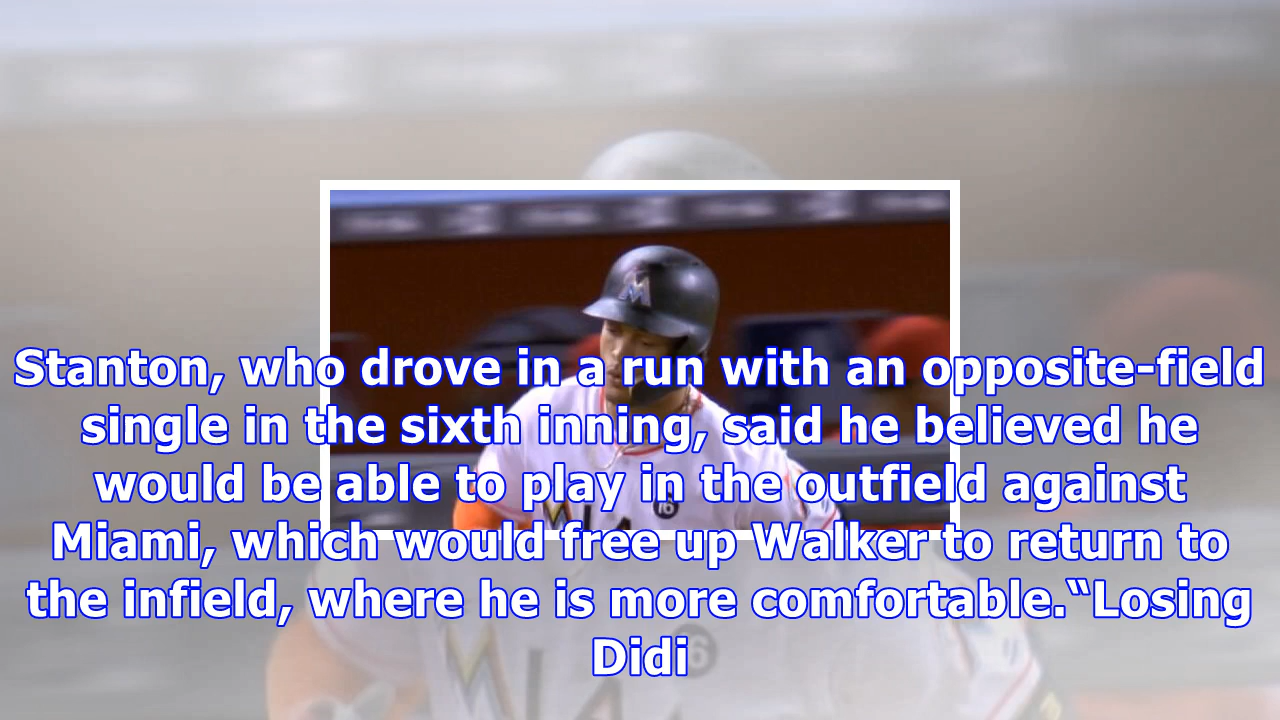 Stanton, who drove in a run with an opposite-field
single in the sixth inning, said he believed he
would be able to play in the outfield against
Miami, which would free up Walker to return to
the infield, where he is more comfortable.“Losing
Didi
M
MIA
16